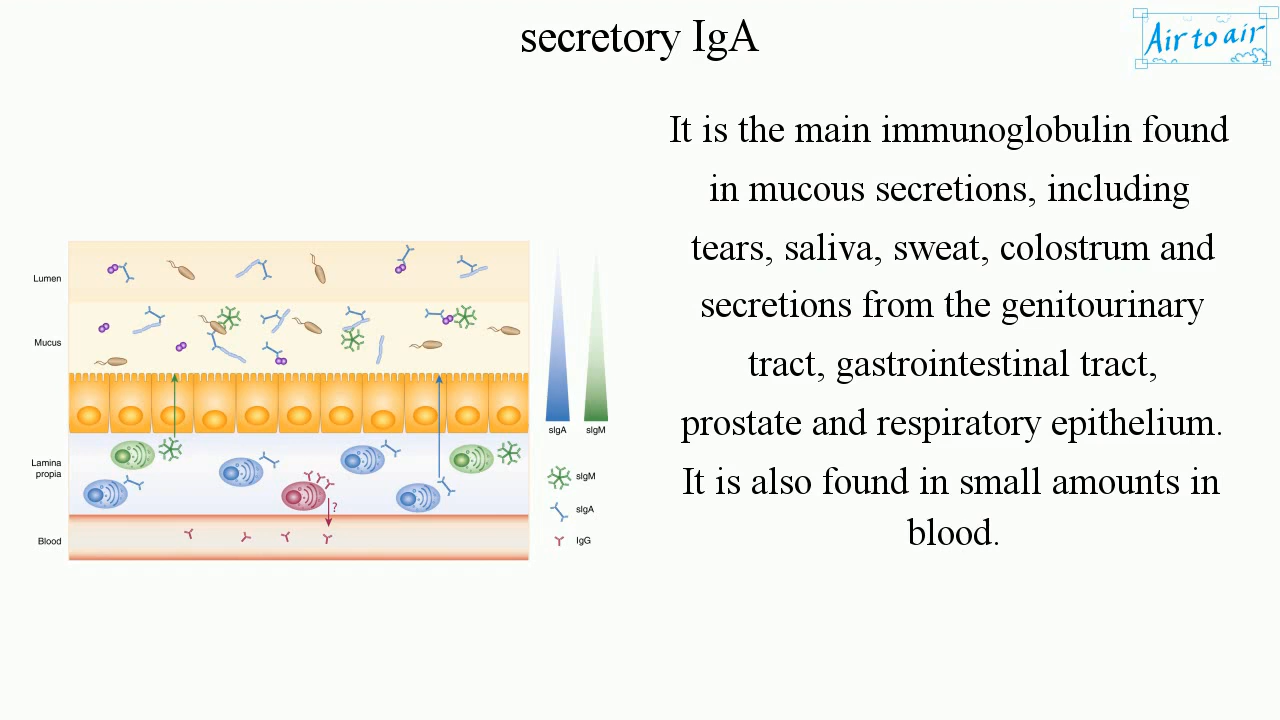 secretory IgA
Air to air
It is the main immunoglobulin found
in mucous secretions, including
tears, saliva, sweat, colostrum and
secretions from the genitourinary
tract, gastrointestinal tract,
prostate and respiratory epithelium.
It is also found in small amounts in
blood.
Lumen
Mucus
Lamina
propia
Blood
?
sIgA
sIgM
sIgM
sIgA
IgG